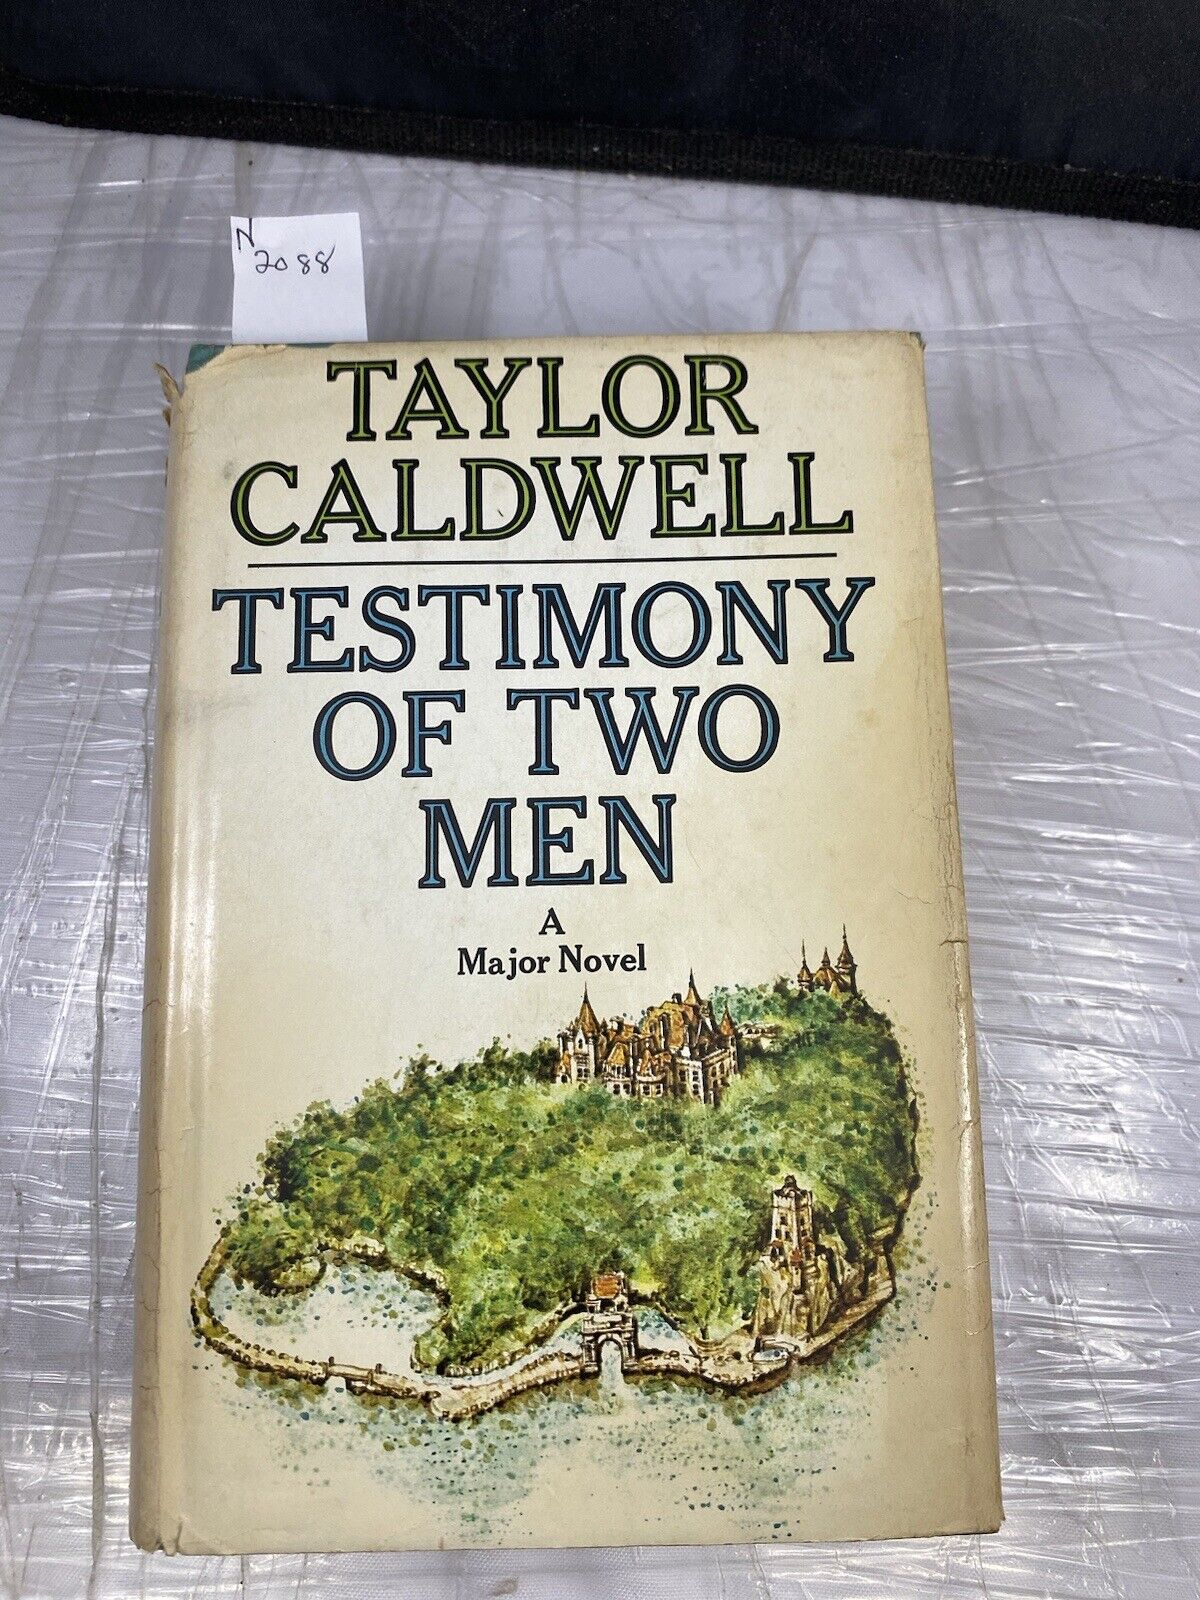 N
2088
TAYLOR
CALDWELL
TESTIMONY
OF TWO
MEN
A
Major Novel